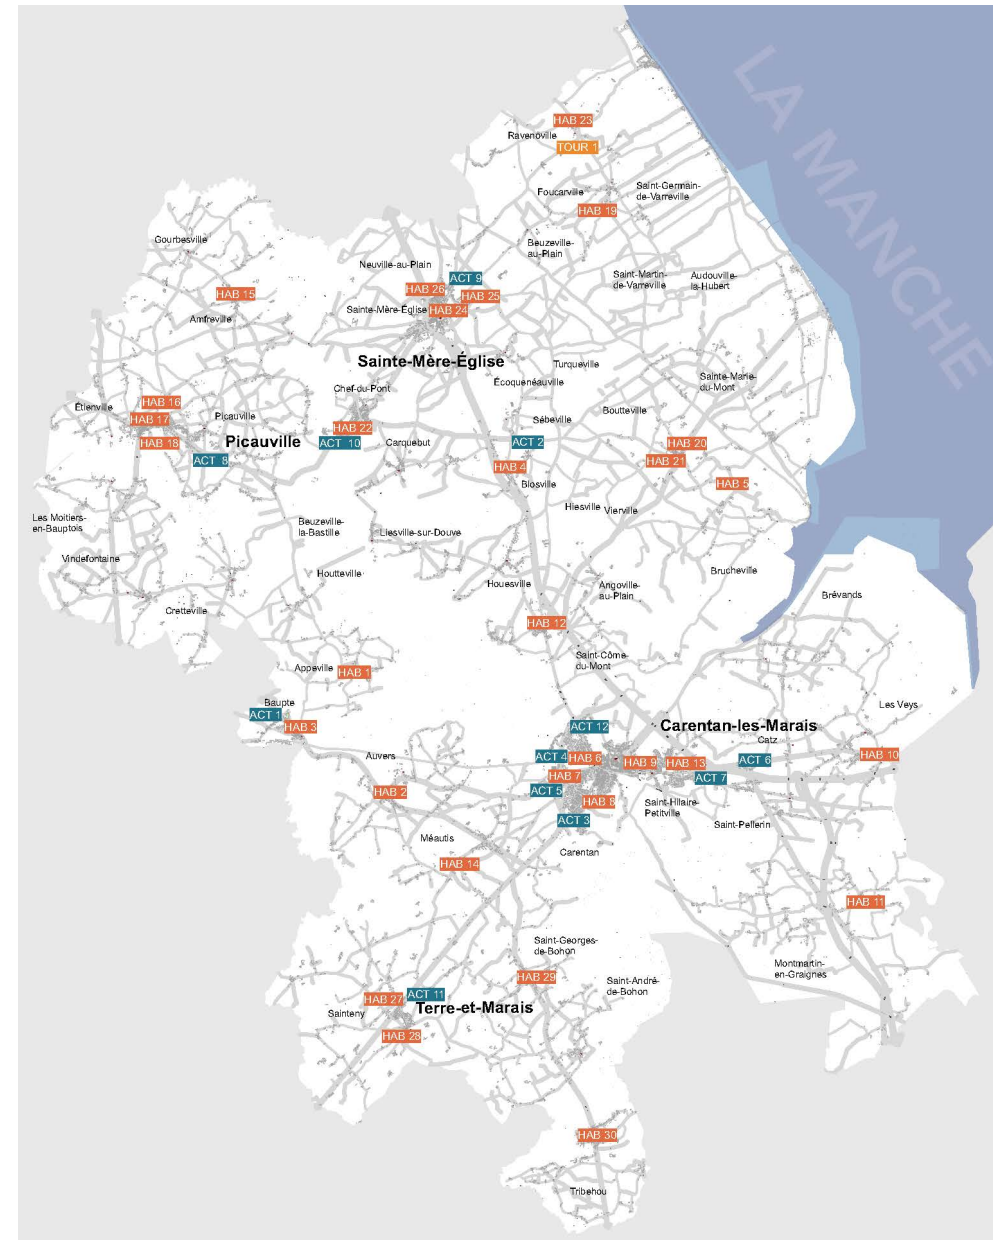 LA MANCHE
HAB 23
Ravenoville
TOUR 1
Foucarville
Saint-Germain-
de-Varreville
HAB 19
Gourbesville
Beuzeville-
au-Plain
Neuville-au-Plain
ACT 9
Saint-Martin-
de-Varreville
Audouville-
la-Hubert
HAB 15
HAB 26
HAB 25
Sainte-Mère-Église
HAB 24
Amfreville
Sainte-Mère-Église
Turqueville
Chef-du-Pont
Écoquenéauville
Sainte-Marie-
du-Mont
Étienville
HAB 16
HAB 17
HAB 18
Picauville
Picauville
ACT 8
HAB 22
ACT 10
Carquebut
Sébeville
Boutteville
ACT 2
HAB 4
Blosville
HAB 20
HAB 21
HAB 5
Hiesville
Vierville
Les Moitiers-
en-Bauptois
Beuzeville-
la-Bastille
Liesville-sur-Douve
Vindefontaine
Houtteville
Houesville
Angoville-
au-Plain
Brucheville
Brévands
Cretteville
HAB 12
Saint-Côme-
du-Mont
Appeville
HAB 1
Baupte
ACT 1
HAB 3
Les Veys
Carentan-les-Marais
ACT 12
Catz
Auvers
ACT 4
HAB 6
HAB 9
HAB 13
ACT 6
HAB 10
HAB 7
ACT 7
HAB 2
ACT 5
HAB 8
Saint-Hilaire-
Petitville
ACT 3
Saint-Pellerin
Méautis
Carentan
HAB 14
HAB 11
Saint-Georges-
de-Bohon
Montmartin-
en-Graignes
HAB 29
Saint-André-
de-Bohon
HAB 27
ACT 11
Terre-et-Marais
Sainteny
HAB 28
HAB 30
Tribehou